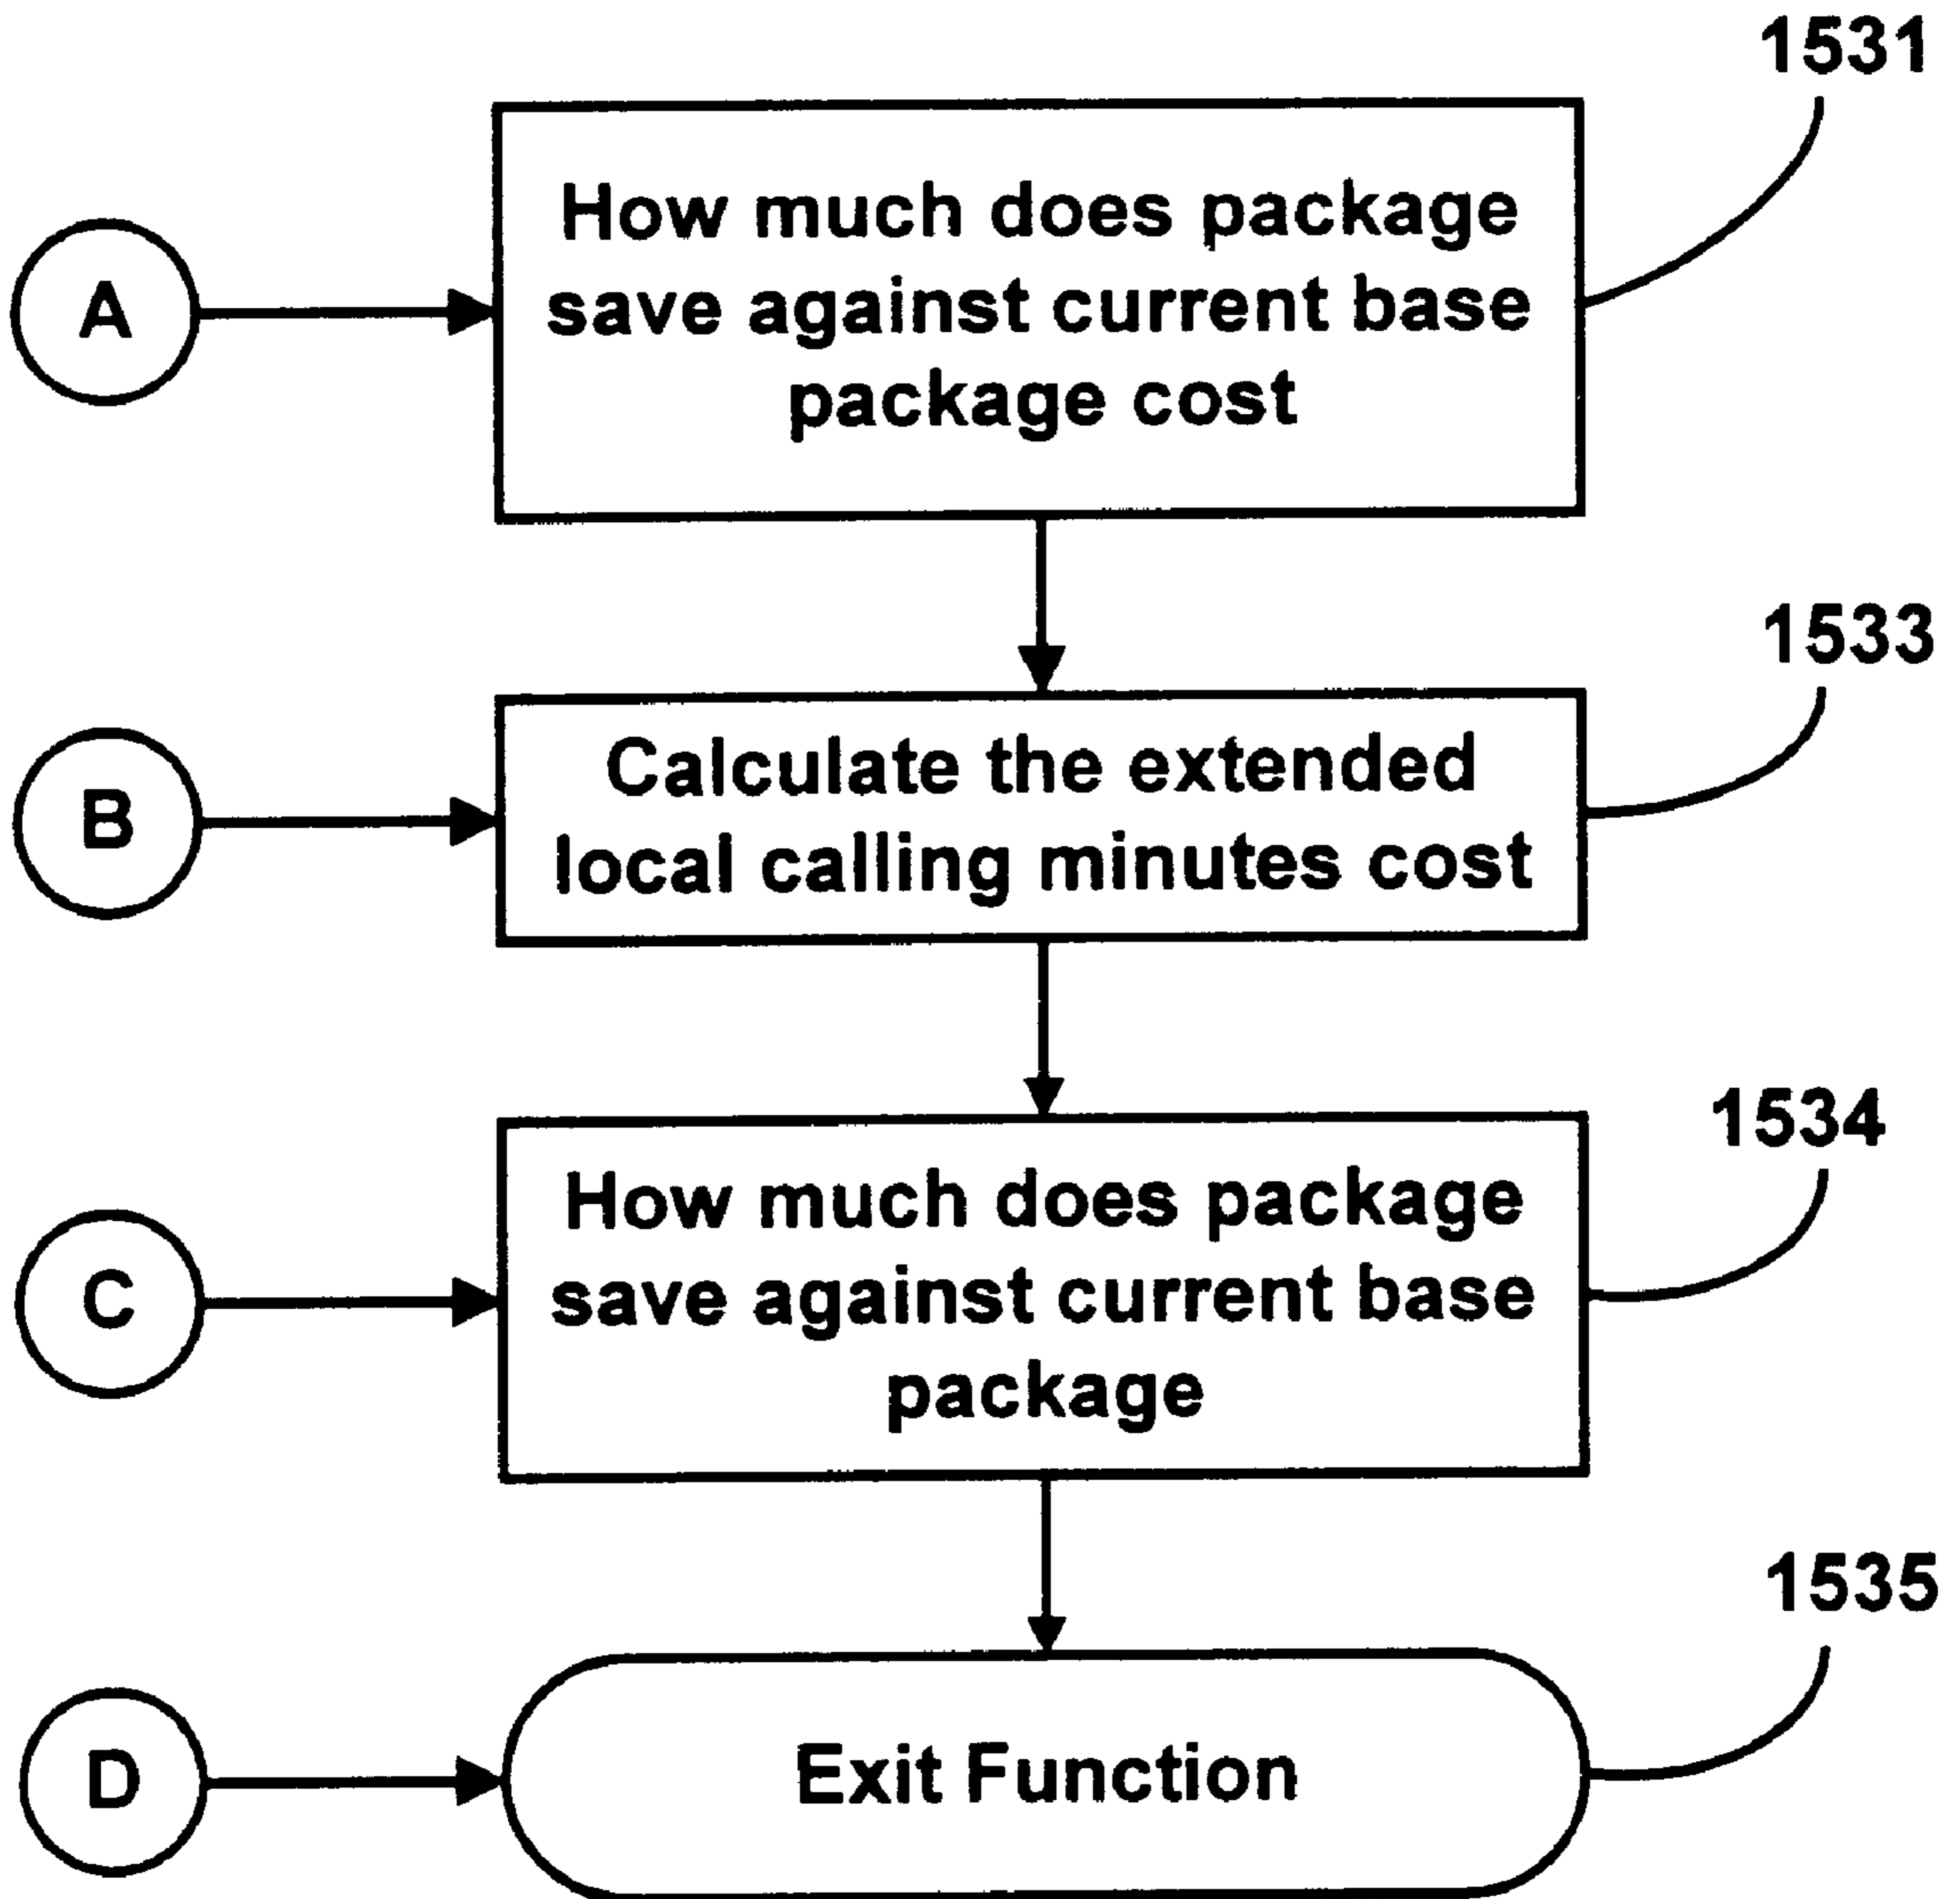 1531
A
How much does package
save against current base
package cost
1533
B
Calculate the extended
local calling minutes cost
1534
C
How much does package
save against current base
package
1535
D
Exit Function